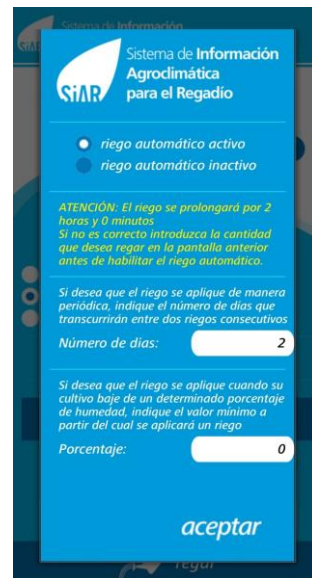 Sistema de Información
SiAR
Sistema de Información
Agroclimática
para el Regadío
SiAR
riego automático activo
riego automático inactivo
ATENCIÓN: El riego se prolongará por 2
horas y 0 minutos
Si no es correcto introduzca la cantidad
que desea regar en la pantalla anterior
antes de habilitar el riego automático.
Si desea que el riego se aplique de manera
periódica, indique el número de días que
transcurrirán entre dos riegos consecutivos
Número de días: 2
Si desea que el riego se aplique cuando su
cultivo baje de un determinado porcentaje
de humedad, indique el valor mínimo a
partir del cual se aplicará un riego
Porcentaje: 0
aceptar
regar